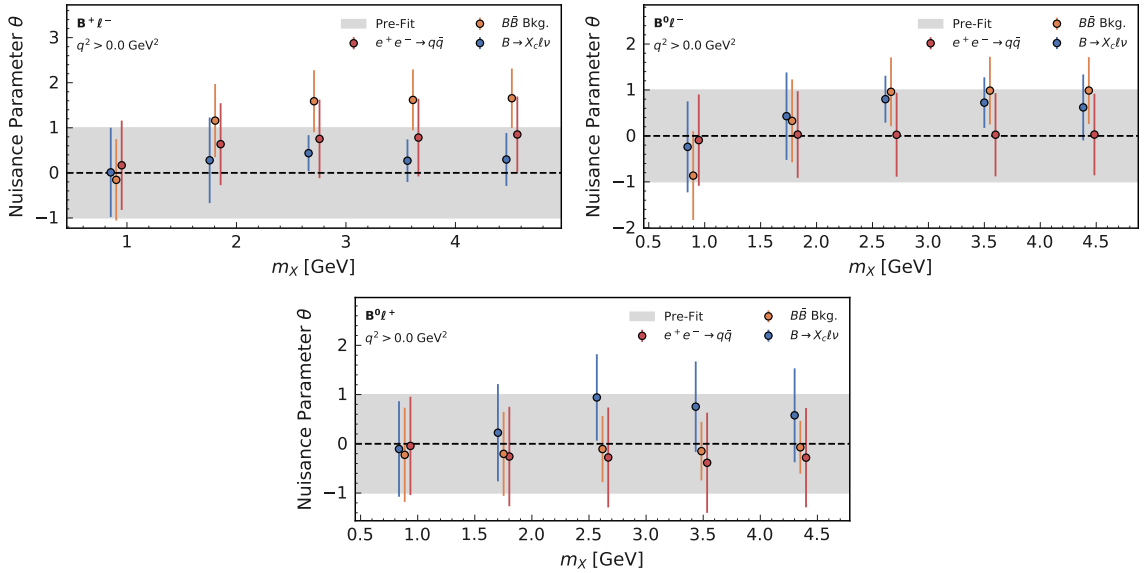 B⁺ℓ⁻
q² > 0.0 GeV²
Pre-Fit
e⁺e⁻ → qq̄
BB̄ Bkg.
B → X_cℓν
Nuisance Parameter θ
3
2
1
0
−1
1
2
3
4
m_X [GeV]
B⁰ℓ⁻
q² > 0.0 GeV²
Pre-Fit
e⁺e⁻ → qq̄
BB̄ Bkg.
B → X_cℓν
Nuisance Parameter θ
2
1
0
−1
−2
0.5
1.0
1.5
2.0
2.5
3.0
3.5
4.0
4.5
m_X [GeV]
B⁰ℓ⁺
q² > 0.0 GeV²
Pre-Fit
e⁺e⁻ → qq̄
BB̄ Bkg.
B → X_cℓν
Nuisance Parameter θ
2
1
0
−1
0.5
1.0
1.5
2.0
2.5
3.0
3.5
4.0
4.5
m_X [GeV]